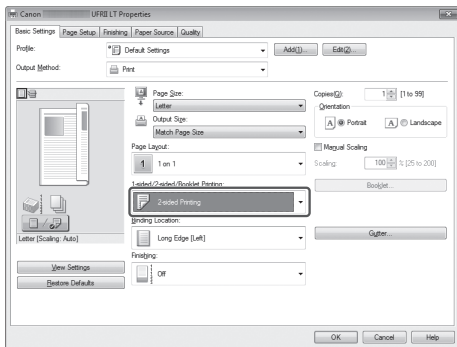 Canon UFRII LT Properties
Basic Settings Page Setup Finishing Paper Source Quality
Profile: Default Settings Add(1)... Edit(2)...
Output Method: Print
Page Size:
Letter
Output Size:
Match Page Size
Copies(Q): 1 [1 to 99]
Orientation
A Portrait A Landscape
Page Layout:
1 1 on 1
Manual Scaling
Scaling: 100 % [25 to 200]
1-sided/2-sided/Booklet Printing:
2-sided Printing
Booklet...
Binding Location:
Long Edge [Left]
Gutter...
Letter [Scaling: Auto]
Finishing:
Off
View Settings
Restore Defaults
OK Cancel Help